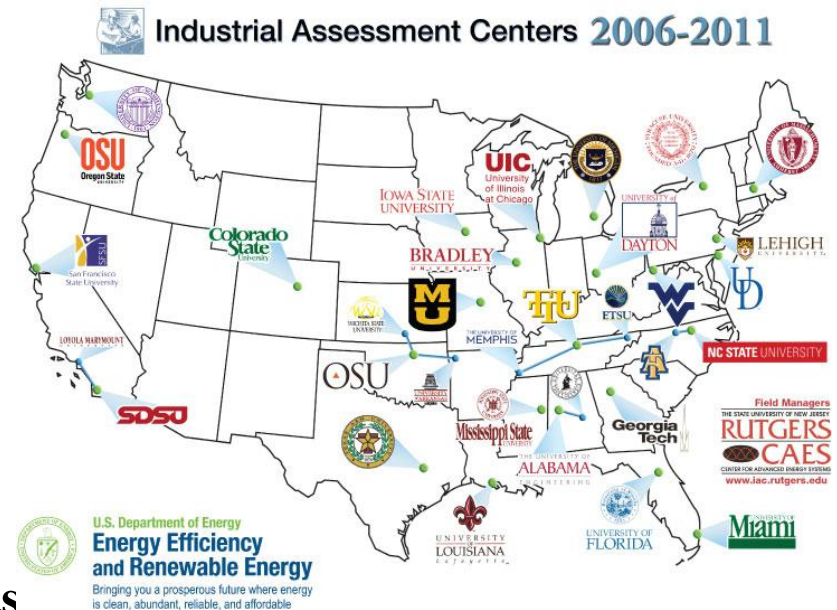 Industrial Assessment Centers 2006-2011
OSU
Oregon State
UNIVERSITY
SFSU
San Francisco
State University
Colorado
State
University
LOYOLA MARYMOUNT
SDSU
IOWA STATE
UNIVERSITY
UIC
University
of Illinois
at Chicago
BRADLEY
UNIVERSITY
MU
WSU
WICHITA STATE
UNIVERSITY
OSU
THE UNIVERSITY OF
MEMPHIS
TTU
ETSU
WV
UNIVERSITY of
DAYTON
LEHIGH
UNIVERSITY
UD
NC STATE UNIVERSITY
Mississippi State
UNIVERSITY
THE UNIVERSITY OF
ALABAMA
ENGINEERING
Georgia
Tech
UNIVERSITY OF
LOUISIANA
Lafayette
UNIVERSITY OF
FLORIDA
UNIVERSITY OF
Miami
Field Managers
THE STATE UNIVERSITY OF NEW JERSEY
RUTGERS
CAES
CENTER FOR ADVANCED ENERGY SYSTEMS
www.iac.rutgers.edu
U.S. Department of Energy
Energy Efficiency
and Renewable Energy
Bringing you a prosperous future where energy
is clean, abundant, reliable, and affordable